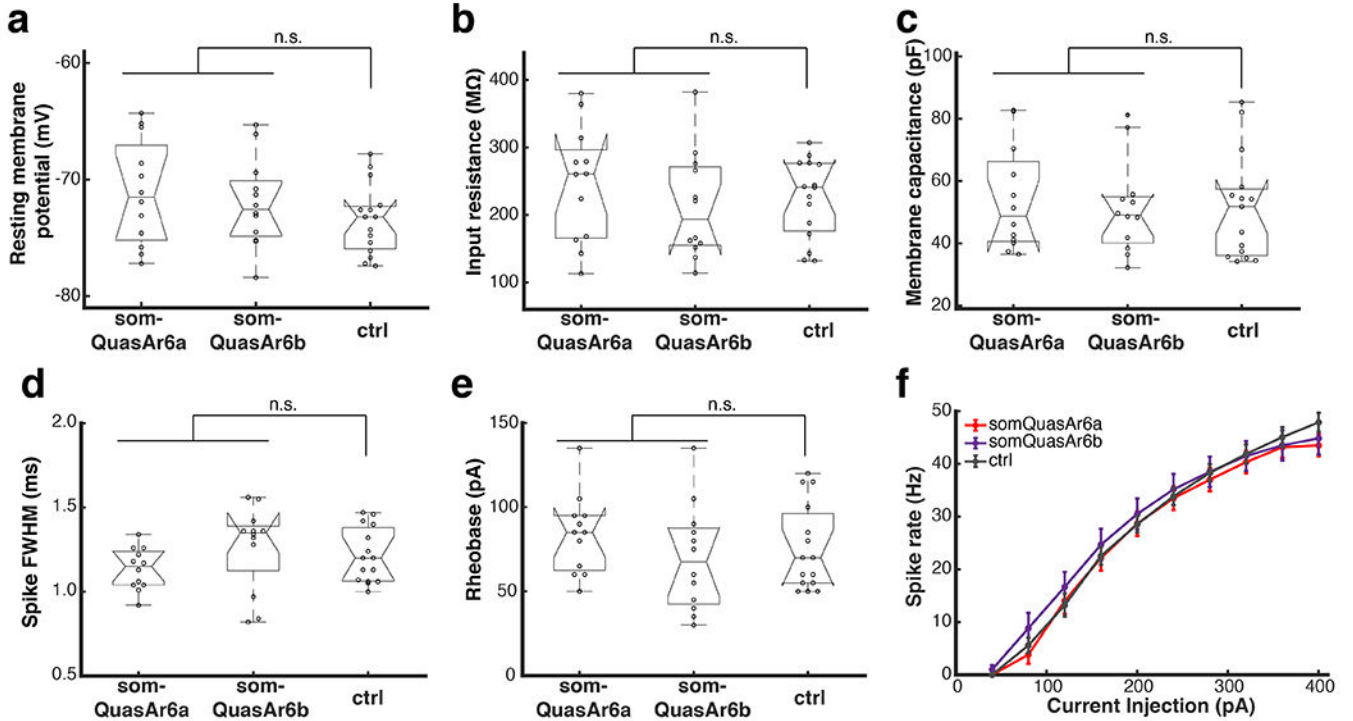 a
n.s.
Resting membrane
potential (mV)
-60
-70
-80
som-
QuasAr6a
som-
QuasAr6b
ctrl
b
n.s.
Input resistance (MΩ)
400
300
200
100
som-
QuasAr6a
som-
QuasAr6b
ctrl
c
n.s.
Membrane capacitance (pF)
100
80
60
40
20
som-
QuasAr6a
som-
QuasAr6b
ctrl
d
n.s.
Spike FWHM (ms)
2.0
1.5
1.0
0.5
som-
QuasAr6a
som-
QuasAr6b
ctrl
e
n.s.
Rheobase (pA)
150
100
50
0
som-
QuasAr6a
som-
QuasAr6b
ctrl
f
somQuasAr6a
somQuasAr6b
ctrl
Spike rate (Hz)
50
40
30
20
10
0
0 100 200 300 400
Current Injection (pA)